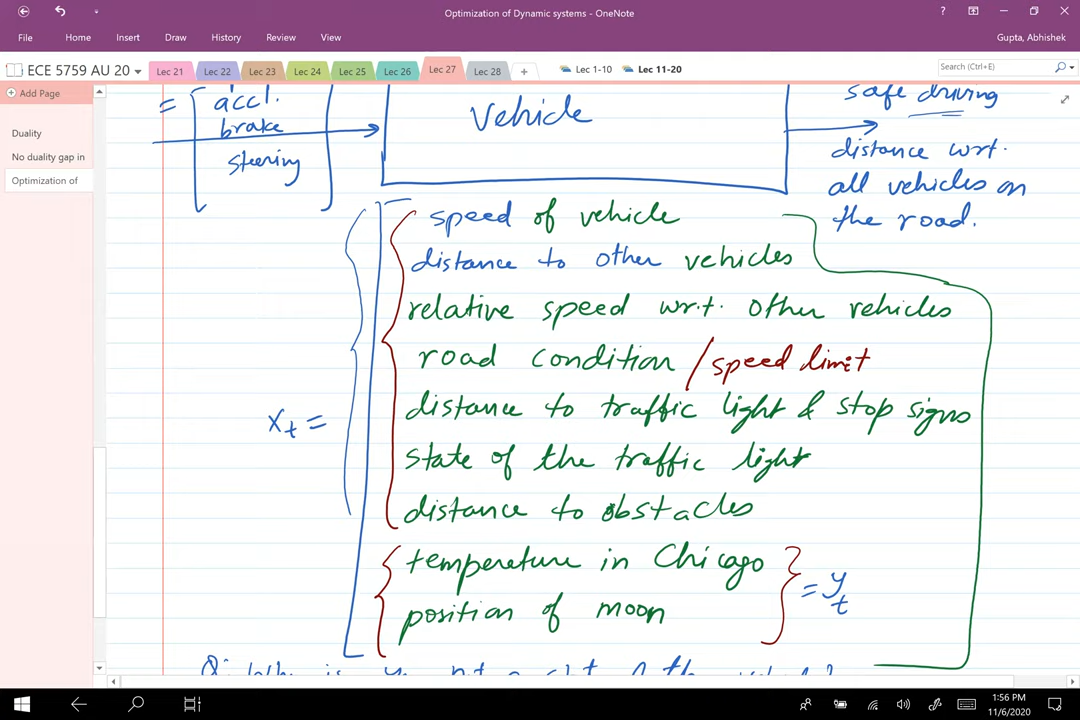 Optimization of Dynamic systems - OneNote
File Home Insert Draw History Review View
Gupta, Abhishek
ECE 5759 AU 20
Lec 21 Lec 22 Lec 23 Lec 24 Lec 25 Lec 26 Lec 27 Lec 28 + Lec 1-10 Lec 11-20
Search (Ctrl+E)
Add Page
Duality
No duality gap in
Optimization of
= accl.
brake
steering
Vehicle
safe driving
distance wrt.
all vehicles on
the road.
speed of vehicle
distance to other vehicles
relative speed wr.t. other vehicles
road condition / speed limit
distance to traffic light & stop signs
xt =
state of the traffic light
distance to obstacles
temperature in Chicago
position of moon
= yt
1:56 PM
11/6/2020